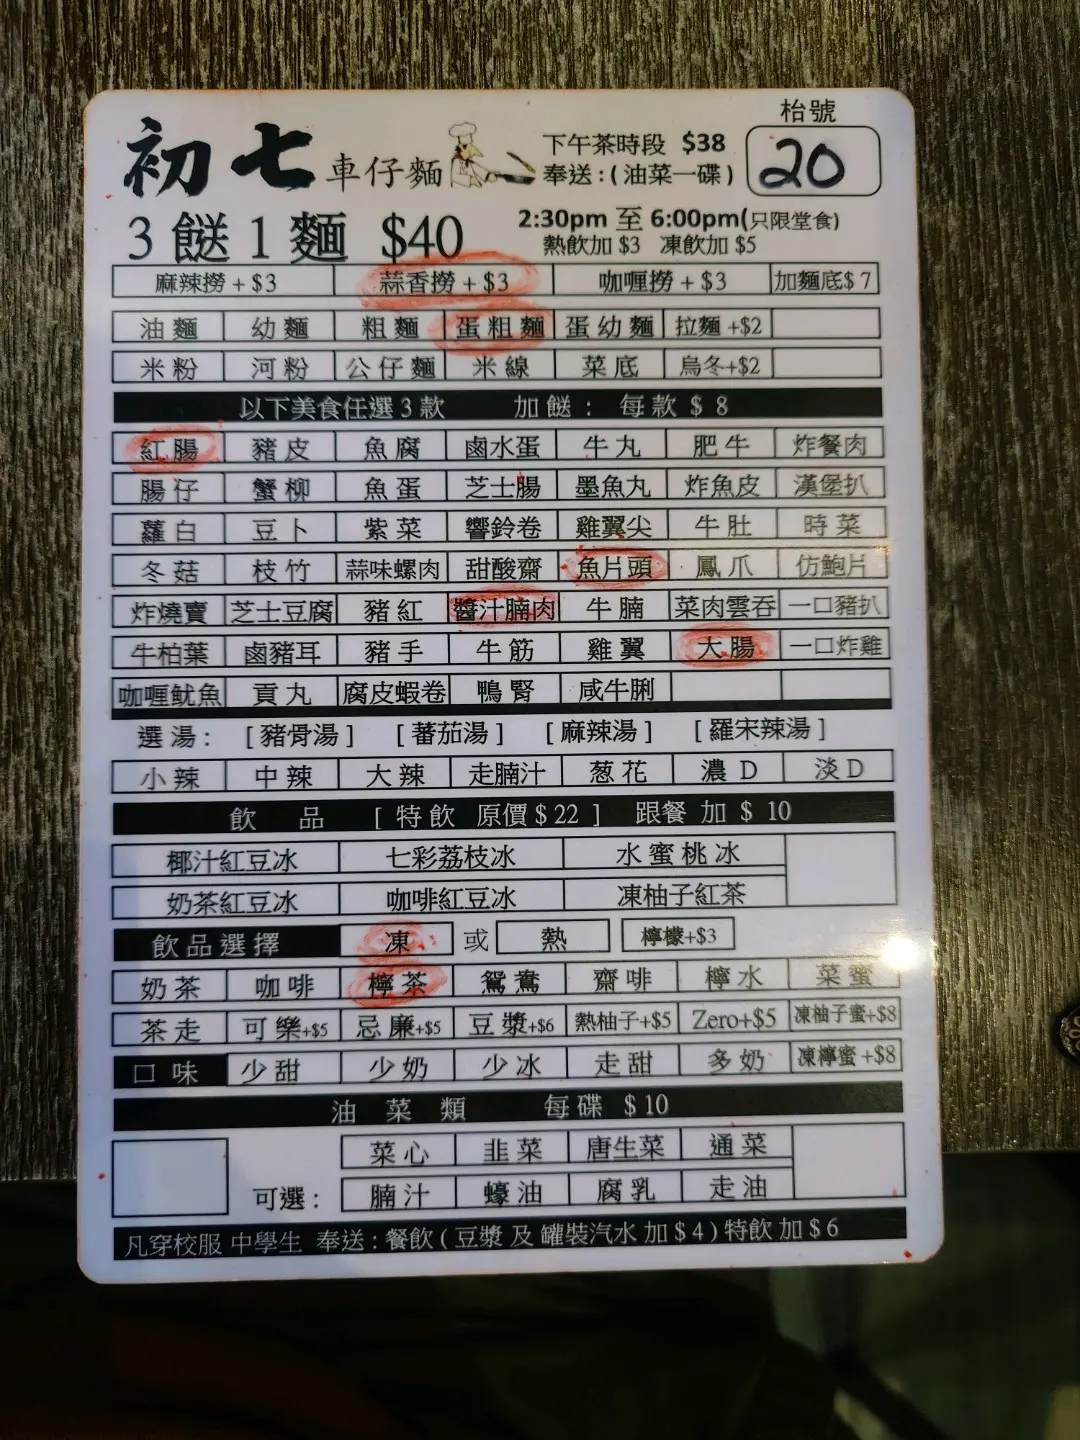 枱號
初七 車仔麵 下午茶時段 $38 20
奉送 : ( 油菜一碟 )
3 餸 1 麵 $40 2:30pm 至 6:00pm(只限堂食)
熱飲加 $3 凍飲加 $5
麻辣撈 + $3 蒜香撈 + $3 咖喱撈 + $3 加麵底$ 7
油 麵 幼 麵 粗 麵 蛋 粗 麵 蛋 幼 麵 拉麵 +$2
米 粉 河 粉 公 仔 麵 米 線 菜 底 烏冬+$2
以下美食任選 3 款 加 餸 : 每 款 $ 8
紅 腸 豬 皮 魚 腐 鹵水蛋 牛 丸 肥 牛 炸餐肉
腸 仔 蟹 柳 魚 蛋 芝士腸 墨魚丸 炸魚皮 漢堡扒
蘿 白 豆 卜 紫 菜 響鈴卷 雞翼尖 牛 肚 時 菜
冬 菇 枝 竹 蒜味螺肉 甜酸齋 魚片頭 鳳 爪 仿鮑片
炸燒賣 芝士豆腐 豬 紅 醬汁腩肉 牛 腩 菜肉雲吞 一口豬扒
牛柏葉 鹵豬耳 豬 手 牛 筋 雞 翼 大 腸 一口炸雞
咖喱魷魚 貢 丸 腐皮蝦卷 鴨 腎 咸牛脷
選 湯 : [ 豬骨湯 ] [ 蕃茄湯 ] [ 麻辣湯 ] [ 羅宋辣湯 ]
小 辣 中 辣 大 辣 走腩汁 葱 花 濃 D 淡 D
飲 品 [ 特 飲 原價 $ 22 ] 跟餐 加 $ 10
椰汁紅豆冰 七彩荔枝冰 水 蜜 桃 冰
奶茶紅豆冰 咖啡紅豆冰 凍柚子紅茶
飲 品 選 擇 凍 或 熱 檸檬+$3
奶 茶 咖 啡 檸 茶 鴛 鴦 齋 啡 檸 水 菜 蜜
茶 走 可 樂+$5 忌 廉+$5 豆 漿+$6 熱柚子+$5 Zero+$5 凍柚子蜜+$8
口 味 少 甜 少 奶 少 冰 走 甜 多 奶 凍檸蜜 +$8
油 菜 類 每 碟 $ 10
菜 心 韭 菜 唐生菜 通 菜
可選 : 腩 汁 蠔 油 腐 乳 走 油
凡穿校服 中學生 奉送 : 餐飲 ( 豆漿 及 罐裝汽水 加 $ 4 ) 特飲 加 $ 6